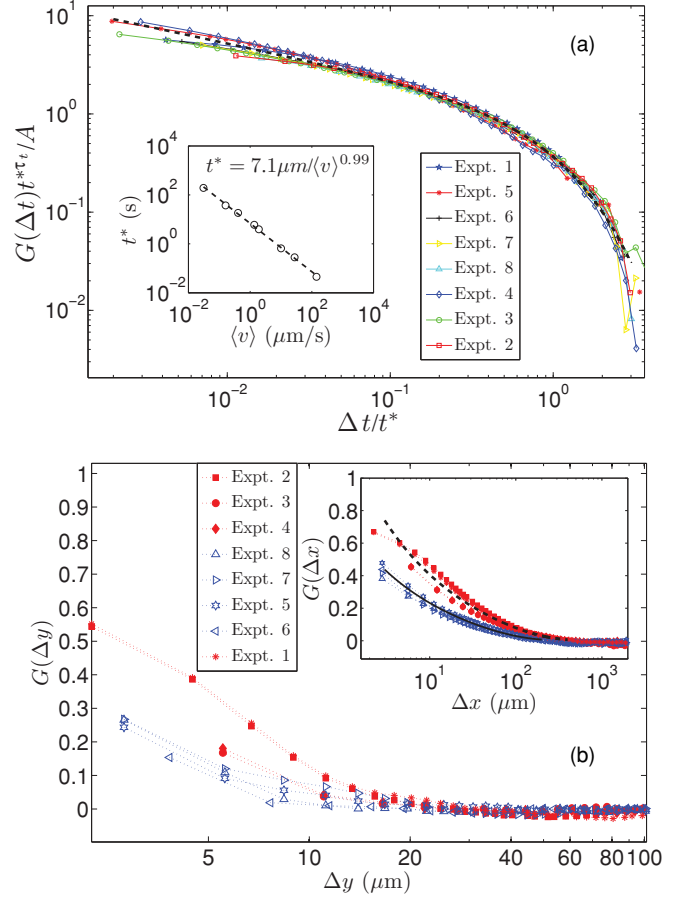 (a)
G(Δt)t*^τt/A
10^1
10^0
10^-1
10^-2
10^-2
10^-1
10^0
Δt/t*
t* = 7.1μm/⟨v⟩^0.99
t* (s)
10^4
10^2
10^0
10^-2
10^-2
10^0
10^2
10^4
⟨v⟩ (μm/s)
Expt. 1
Expt. 5
Expt. 6
Expt. 7
Expt. 8
Expt. 4
Expt. 3
Expt. 2
(b)
G(Δy)
1
0.9
0.8
0.7
0.6
0.5
0.4
0.3
0.2
0.1
0
5
10
20
40
60
80
100
Δy (μm)
Expt. 2
Expt. 3
Expt. 4
Expt. 8
Expt. 7
Expt. 5
Expt. 6
Expt. 1
G(Δx)
1
0.8
0.6
0.4
0.2
0
10^1
10^2
10^3
Δx (μm)